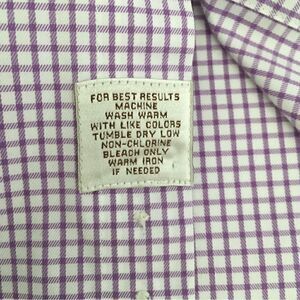 FOR BEST RESULTS
MACHINE
WASH WARM
WITH LIKE COLORS
TUMBLE DRY LOW
NON-CHLORINE
BLEACH ONLY
WARM IRON
IF NEEDED